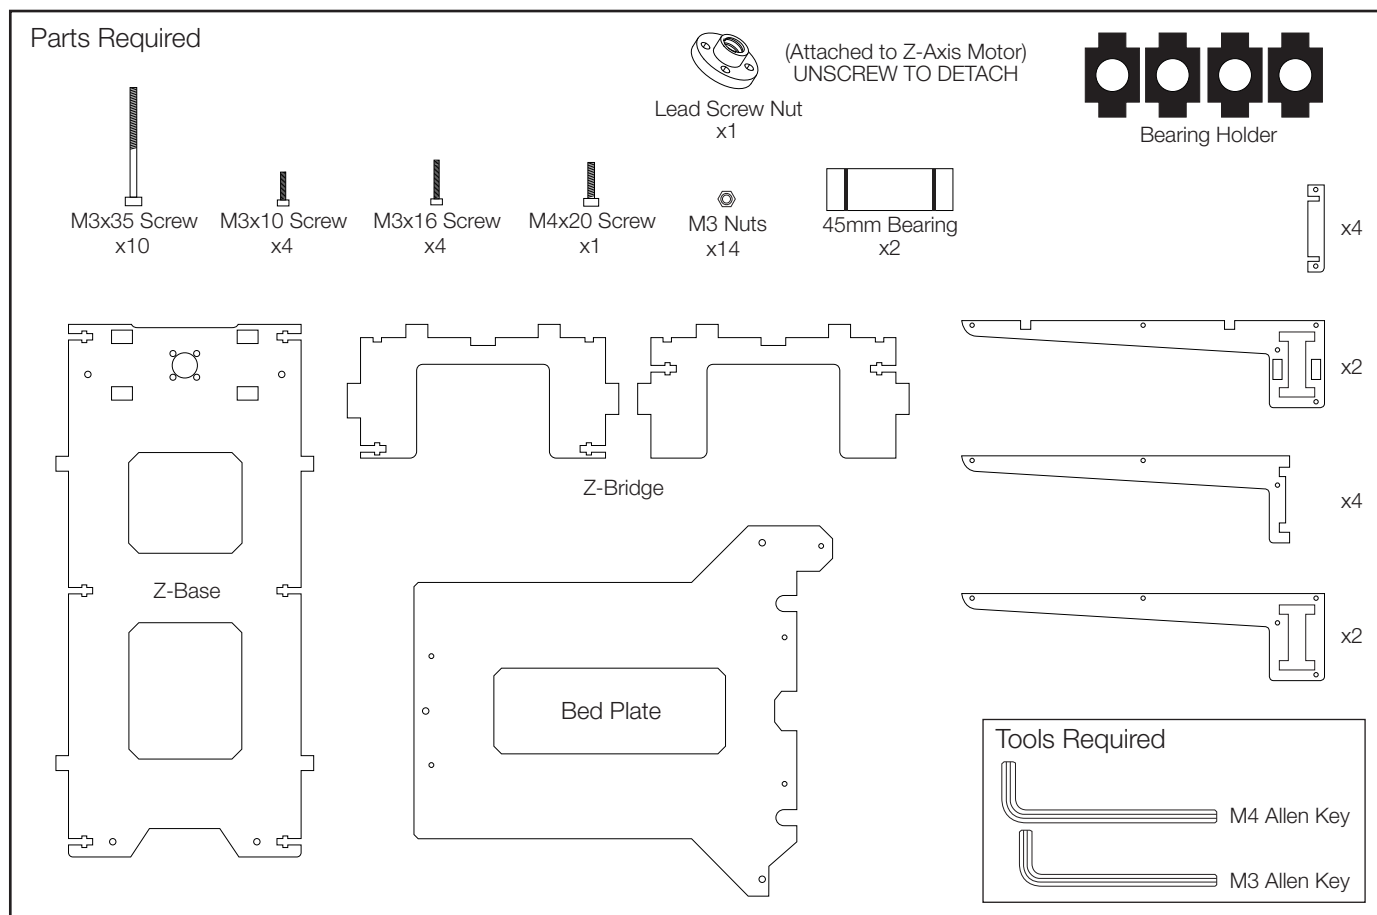 Parts Required
(Attached to Z-Axis Motor)
UNSCREW TO DETACH
Lead Screw Nut
x1
Bearing Holder
M3x35 Screw
x10
M3x10 Screw
x4
M3x16 Screw
x4
M4x20 Screw
x1
M3 Nuts
x14
45mm Bearing
x2
x4
x2
x4
x2
Z-Bridge
Z-Base
Bed Plate
Tools Required
M4 Allen Key
M3 Allen Key